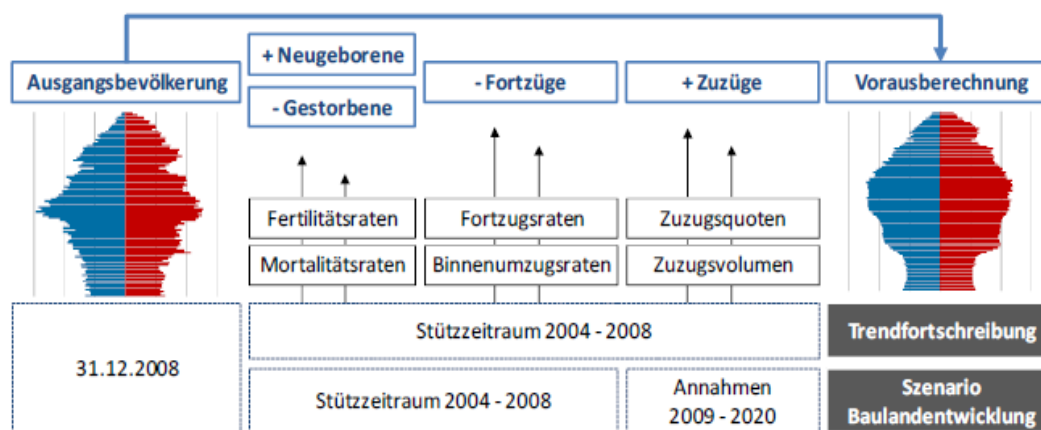 Ausgangsbevölkerung
+ Neugeborene
- Gestorbene
- Fortzüge
+ Zuzüge
Vorausberechnung
Fertilitätsraten
Fortzugsraten
Zuzugsquoten
Mortalitätsraten
Binnenumzugsraten
Zuzugsvolumen
31.12.2008
Stützzeitraum 2004 - 2008
Trendfortschreibung
Stützzeitraum 2004 - 2008
Annahmen
2009 - 2020
Szenario
Baulandentwicklung